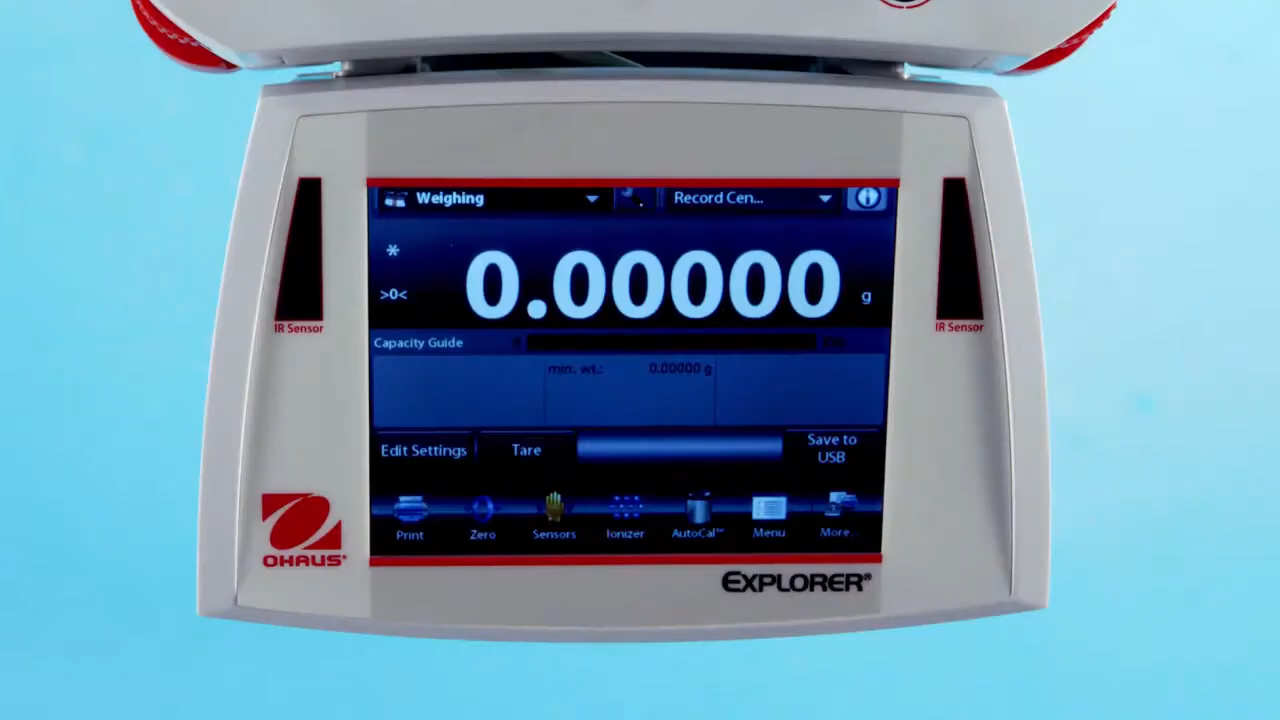 Weighing
Record Cen...
*
>0<
0.00000 g
IR Sensor
IR Sensor
Capacity Guide
min. wt.: 0.00000 g
Edit Settings
Tare
Save to
USB
Print
Zero
Sensors
Ionizer
AutoCal™
Menu
More...
OHAUS®
EXPLORER®